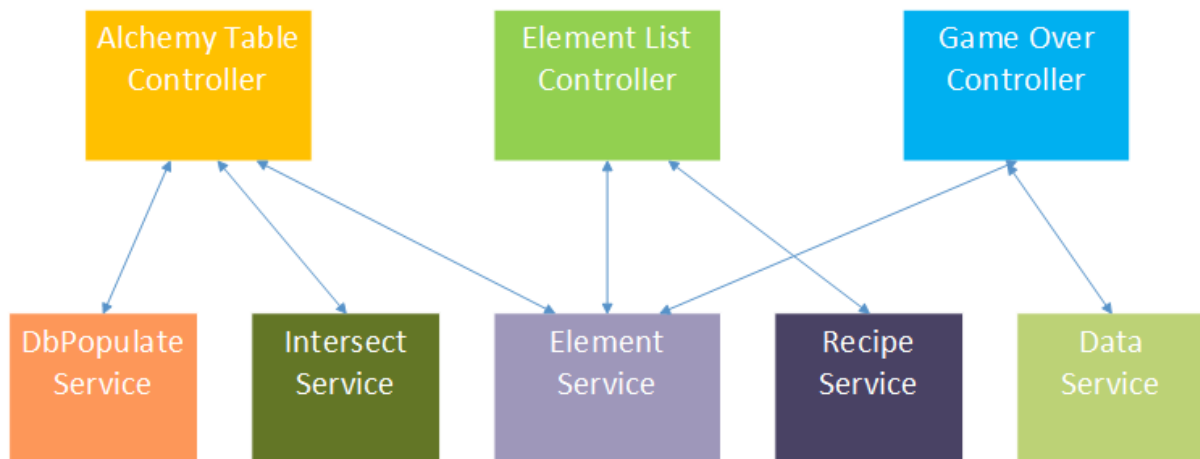 Alchemy Table
Controller
Element List
Controller
Game Over
Controller
DbPopulate
Service
Intersect
Service
Element
Service
Recipe
Service
Data
Service